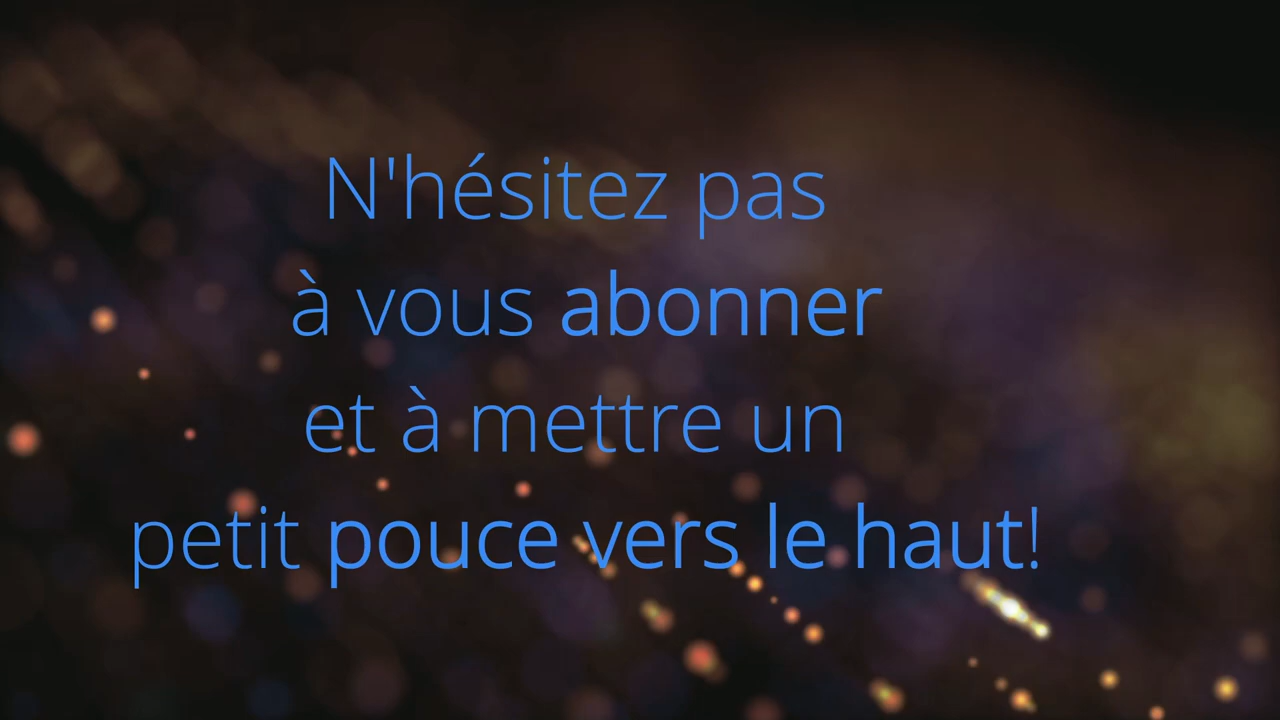 N'hésitez pas
à vous abonner
et à mettre un
petit pouce vers le haut!